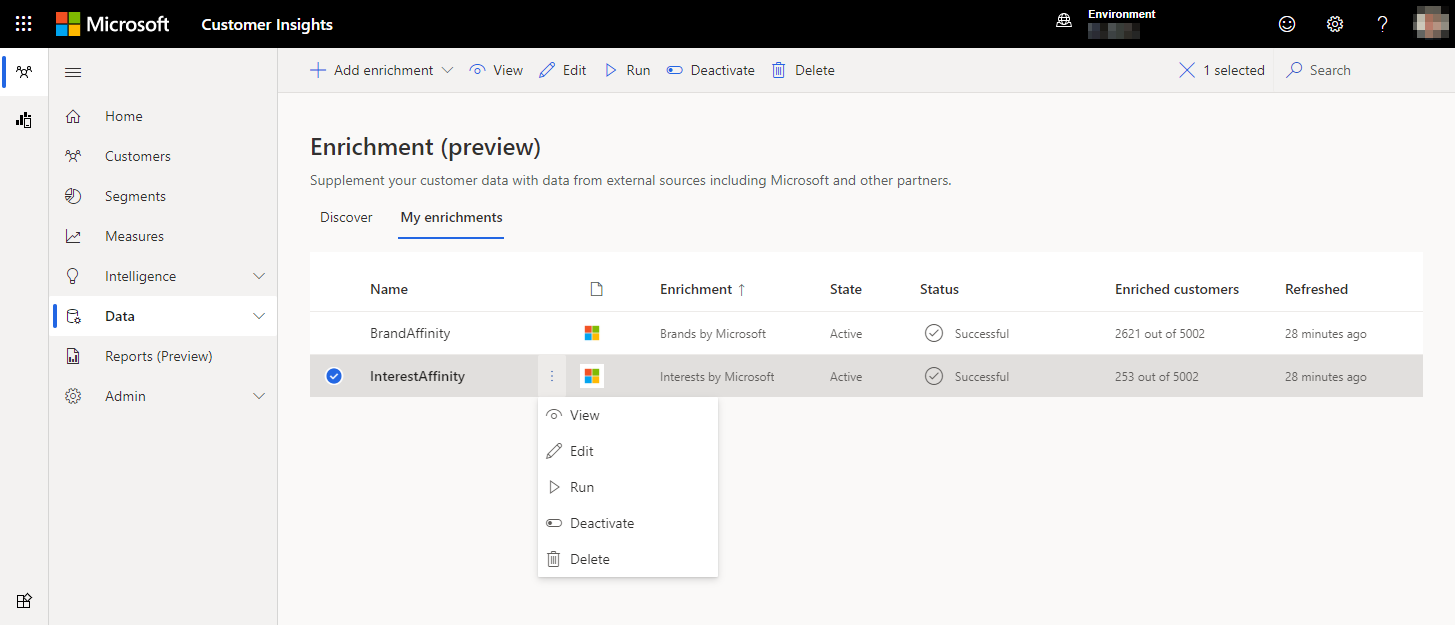 Microsoft Customer Insights Environment ?
Add enrichment View Edit Run Deactivate Delete 1 selected Search
Home
Customers
Segments
Measures
Intelligence
Data
Reports (Preview)
Admin
Enrichment (preview)
Supplement your customer data with data from external sources including Microsoft and other partners.
Discover My enrichments
Name Enrichment ↑ State Status Enriched customers Refreshed
BrandAffinity Brands by Microsoft Active Successful 2621 out of 5002 28 minutes ago
InterestAffinity Interests by Microsoft Active Successful 253 out of 5002 28 minutes ago
View
Edit
Run
Deactivate
Delete